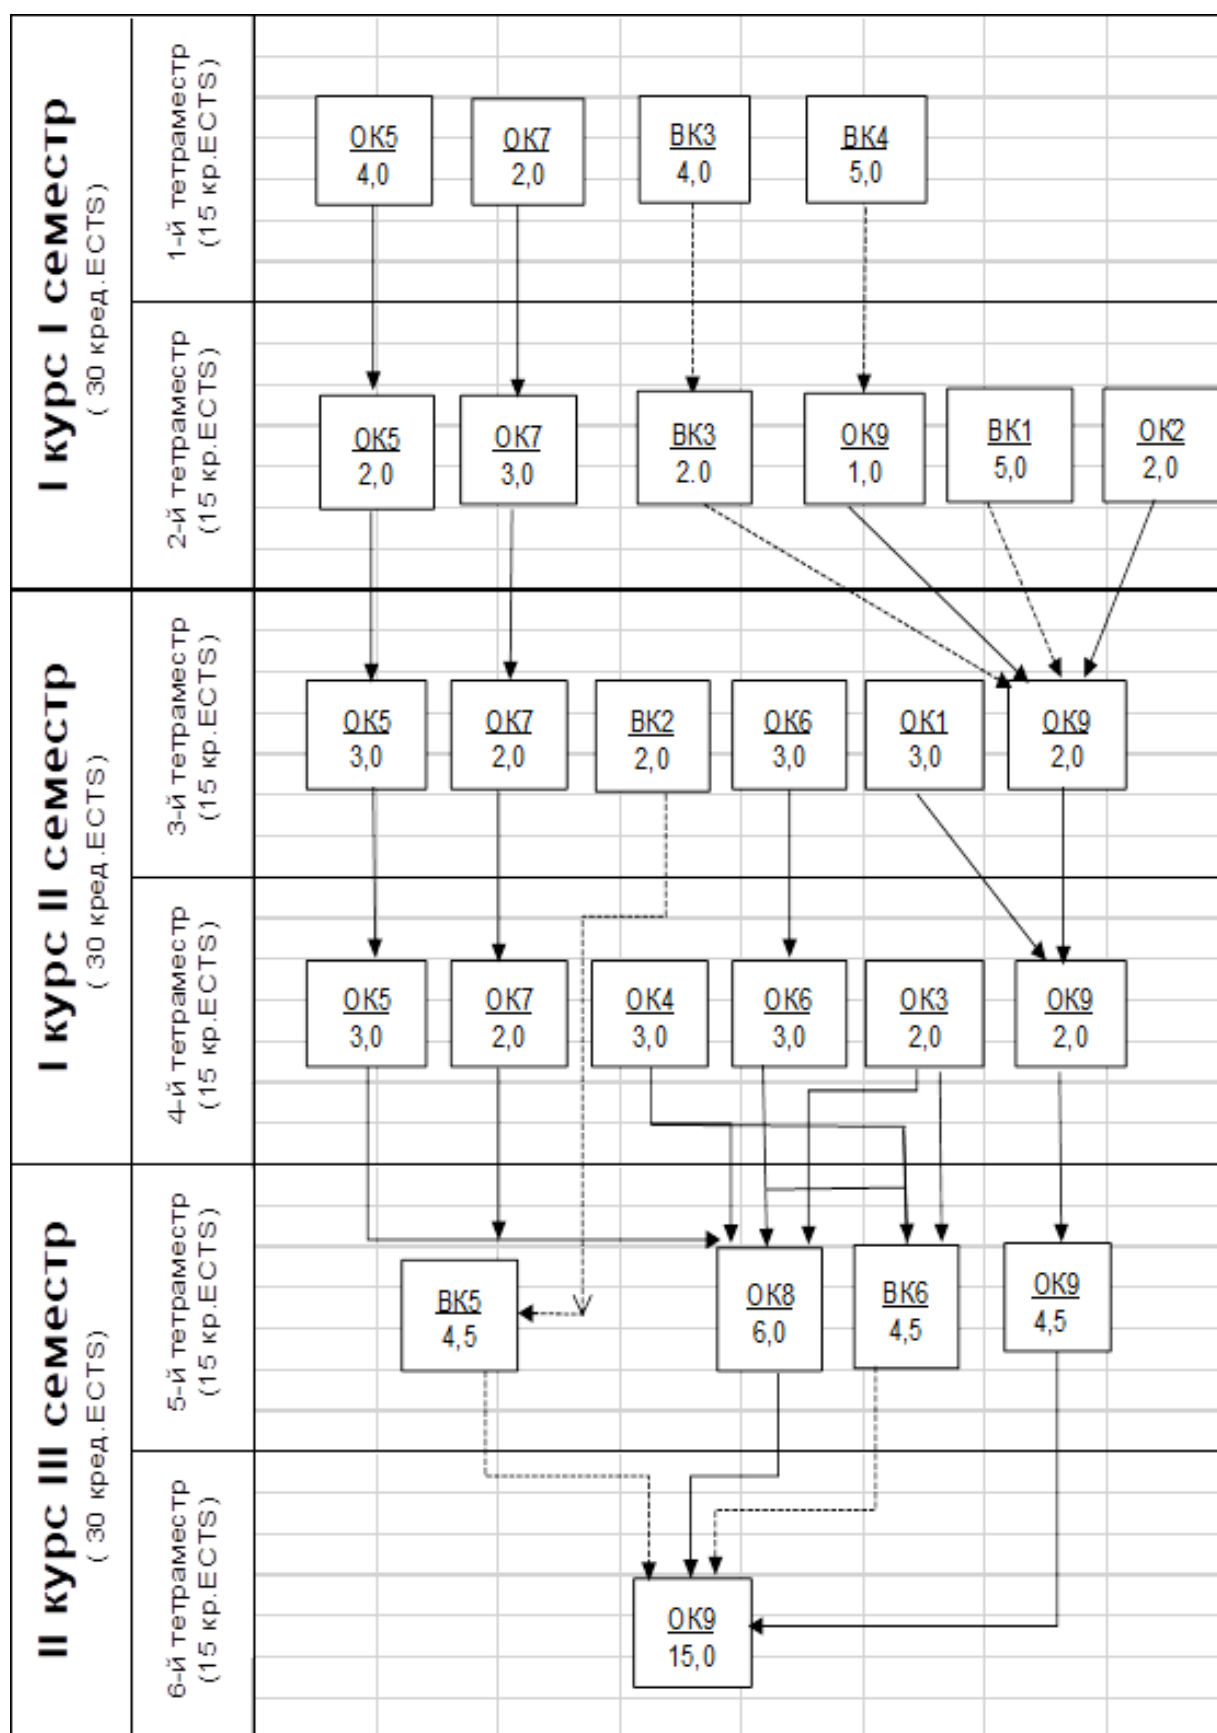 I курс I семестр
( 30 кред.ECTS)
1-й тетраместр
(15 кр.ECTS)
ОК5
4,0
ОК7
2,0
ВК3
4,0
ВК4
5,0
2-й тетраместр
(15 кр.ECTS)
ОК5
2,0
ОК7
3,0
ВК3
2.0
ОК9
1,0
ВК1
5,0
ОК2
2,0
I курс II семестр
( 30 кред.ECTS)
3-й тетраместр
(15 кр.ECTS)
ОК5
3,0
ОК7
2,0
ВК2
2,0
ОК6
3,0
ОК1
3,0
ОК9
2,0
4-й тетраместр
(15 кр.ECTS)
ОК5
3,0
ОК7
2,0
ОК4
3,0
ОК6
3,0
ОК3
2,0
ОК9
2,0
II курс III семестр
( 30 кред.ECTS)
5-й тетраместр
(15 кр.ECTS)
ВК5
4,5
ОК8
6,0
ВК6
4,5
ОК9
4,5
6-й тетраместр
(15 кр.ECTS)
ОК9
15,0